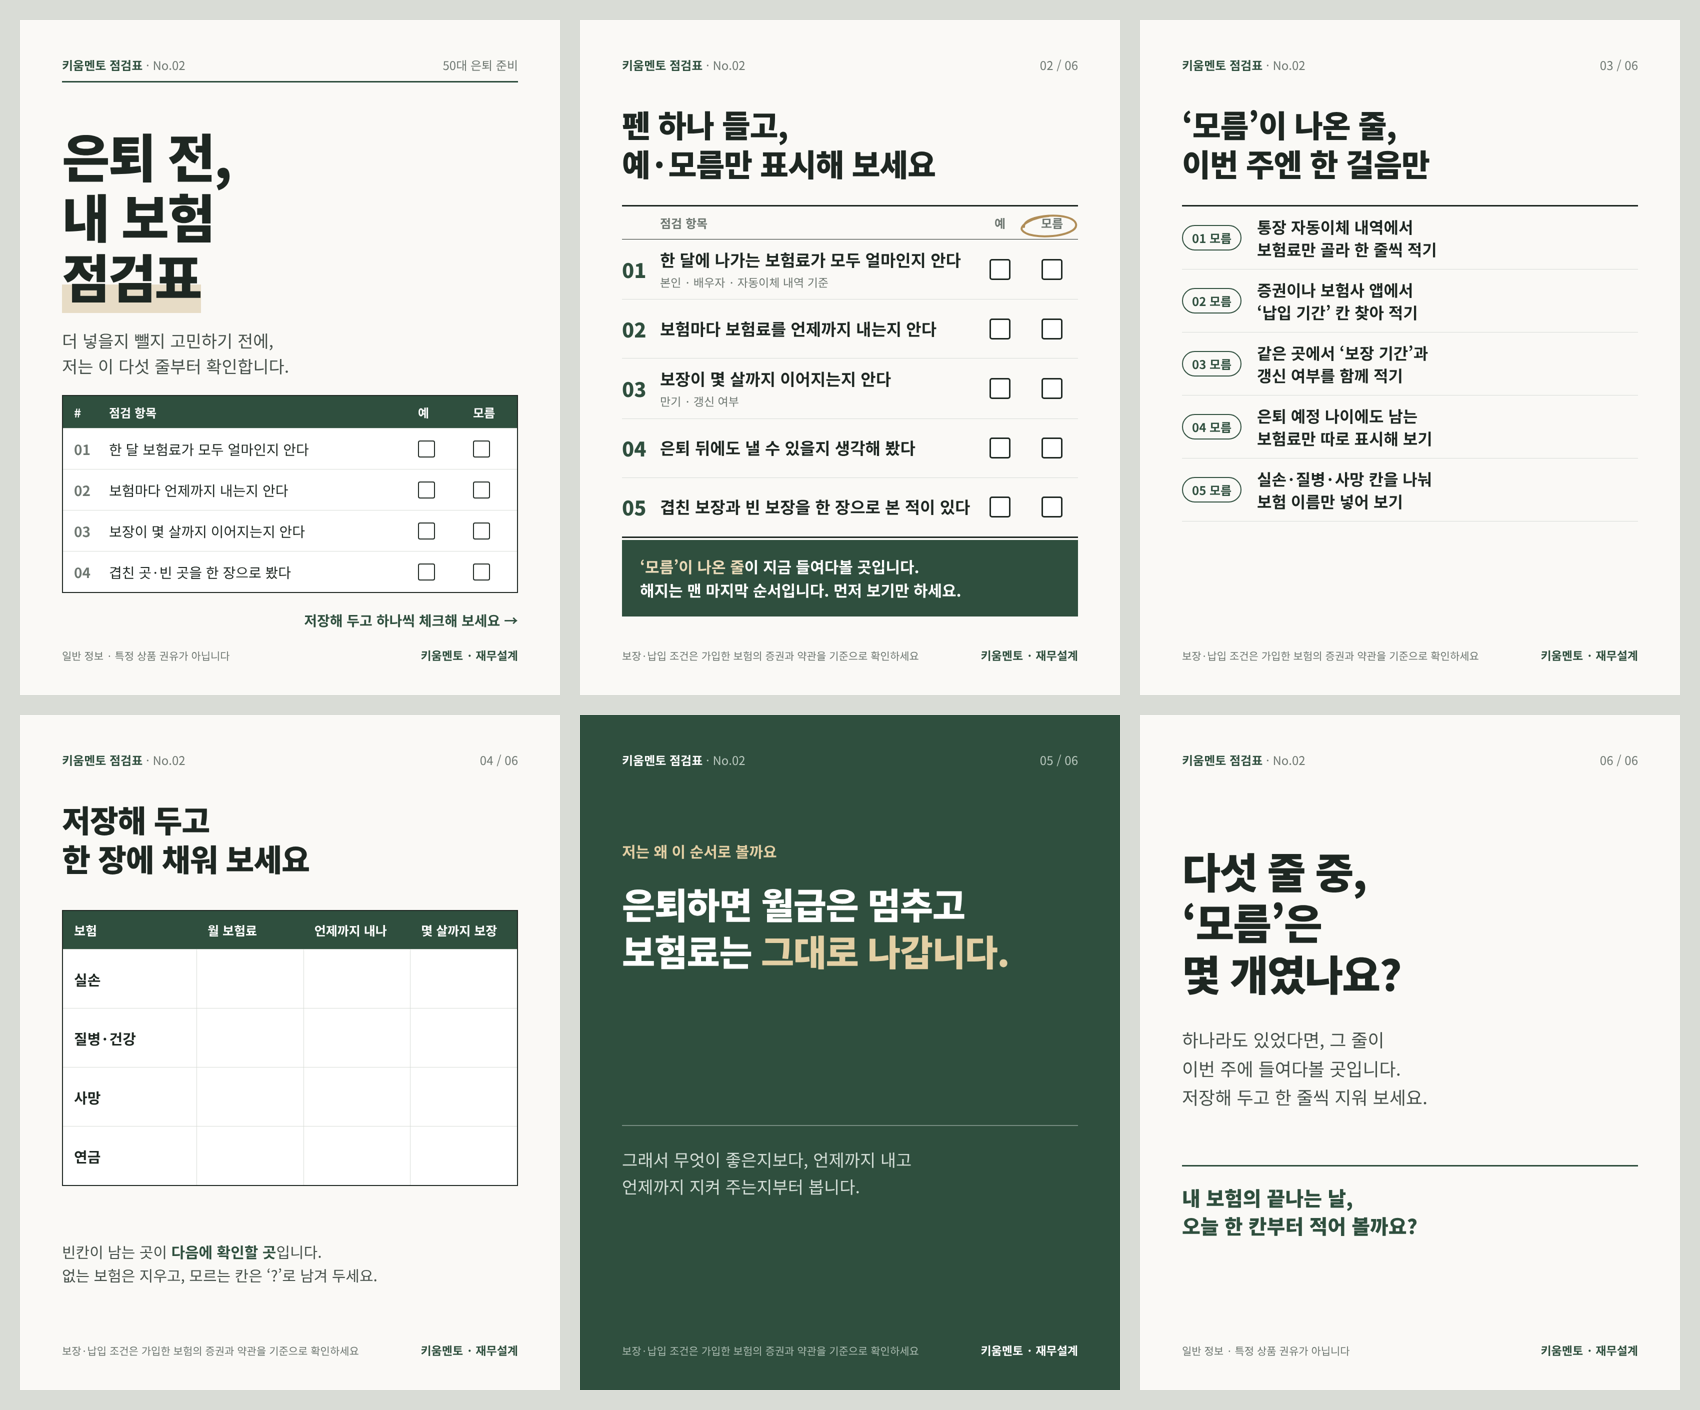 키움멘토 점검표 · No.02
50대 은퇴 준비
은퇴 전,
내 보험
점검표
더 넣을지 뺄지 고민하기 전에,
저는 이 다섯 줄부터 확인합니다.
# 점검 항목 예 모름
01 한 달 보험료가 모두 얼마인지 안다
02 보험마다 언제까지 내는지 안다
03 보장이 몇 살까지 이어지는지 안다
04 겹친 곳·빈 곳을 한 장으로 봤다
저장해 두고 하나씩 체크해 보세요 →
일반 정보 · 특정 상품 권유가 아닙니다
키움멘토 · 재무설계
키움멘토 점검표 · No.02
02 / 06
펜 하나 들고,
예·모름만 표시해 보세요
점검 항목 예 모름
01 한 달에 나가는 보험료가 모두 얼마인지 안다
본인 · 배우자 · 자동이체 내역 기준
02 보험마다 보험료를 언제까지 내는지 안다
03 보장이 몇 살까지 이어지는지 안다
만기 · 갱신 여부
04 은퇴 뒤에도 낼 수 있을지 생각해 봤다
05 겹친 보장과 빈 보장을 한 장으로 본 적이 있다
‘모름’이 나온 줄이 지금 들여다볼 곳입니다.
해지는 맨 마지막 순서입니다. 먼저 보기만 하세요.
보장·납입 조건은 가입한 보험의 증권과 약관을 기준으로 확인하세요
키움멘토 · 재무설계
키움멘토 점검표 · No.02
03 / 06
‘모름’이 나온 줄,
이번 주엔 한 걸음만
01 모름
통장 자동이체 내역에서
보험료만 골라 한 줄씩 적기
02 모름
증권이나 보험사 앱에서
‘납입 기간’ 칸 찾아 적기
03 모름
같은 곳에서 ‘보장 기간’과
갱신 여부를 함께 적기
04 모름
은퇴 예정 나이에도 남는
보험료만 따로 표시해 보기
05 모름
실손·질병·사망 칸을 나눠
보험 이름만 넣어 보기
보장·납입 조건은 가입한 보험의 증권과 약관을 기준으로 확인하세요
키움멘토 · 재무설계
키움멘토 점검표 · No.02
04 / 06
저장해 두고
한 장에 채워 보세요
보험 월 보험료 언제까지 내나 몇 살까지 보장
실손
질병·건강
사망
연금
빈칸이 남는 곳이 다음에 확인할 곳입니다.
없는 보험은 지우고, 모르는 칸은 ‘?’로 남겨 두세요.
보장·납입 조건은 가입한 보험의 증권과 약관을 기준으로 확인하세요
키움멘토 · 재무설계
키움멘토 점검표 · No.02
05 / 06
저는 왜 이 순서로 볼까요
은퇴하면 월급은 멈추고
보험료는 그대로 나갑니다.
그래서 무엇이 좋은지보다, 언제까지 내고
언제까지 지켜 주는지부터 봅니다.
보장·납입 조건은 가입한 보험의 증권과 약관을 기준으로 확인하세요
키움멘토 · 재무설계
키움멘토 점검표 · No.02
06 / 06
다섯 줄 중,
‘모름’은
몇 개였나요?
하나라도 있었다면, 그 줄이
이번 주에 들여다볼 곳입니다.
저장해 두고 한 줄씩 지워 보세요.
내 보험의 끝나는 날,
오늘 한 칸부터 적어 볼까요?
일반 정보 · 특정 상품 권유가 아닙니다
키움멘토 · 재무설계